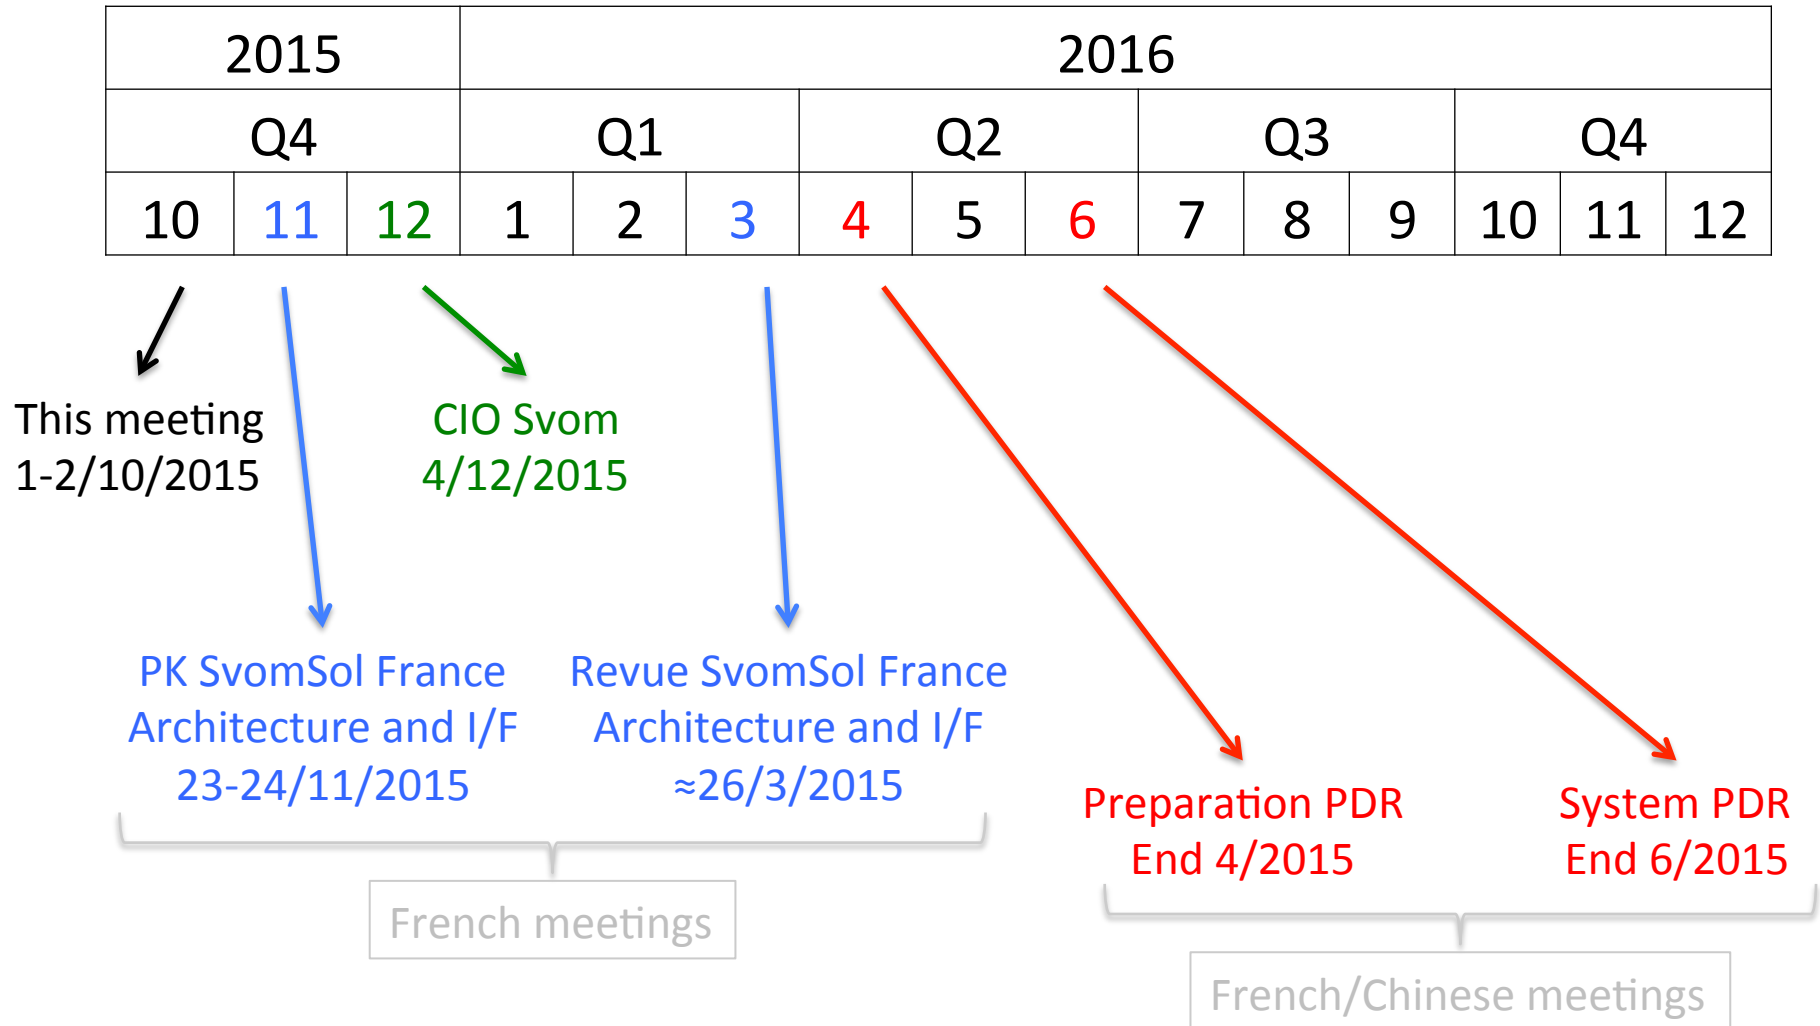 2015 2016
Q4 Q1 Q2 Q3 Q4
10 11 12 1 2 3 4 5 6 7 8 9 10 11 12
This meeting
1-2/10/2015
CIO Svom
4/12/2015
PK SvomSol France
Architecture and I/F
23-24/11/2015
Revue SvomSol France
Architecture and I/F
≈26/3/2015
Preparation PDR
End 4/2015
System PDR
End 6/2015
French meetings
French/Chinese meetings